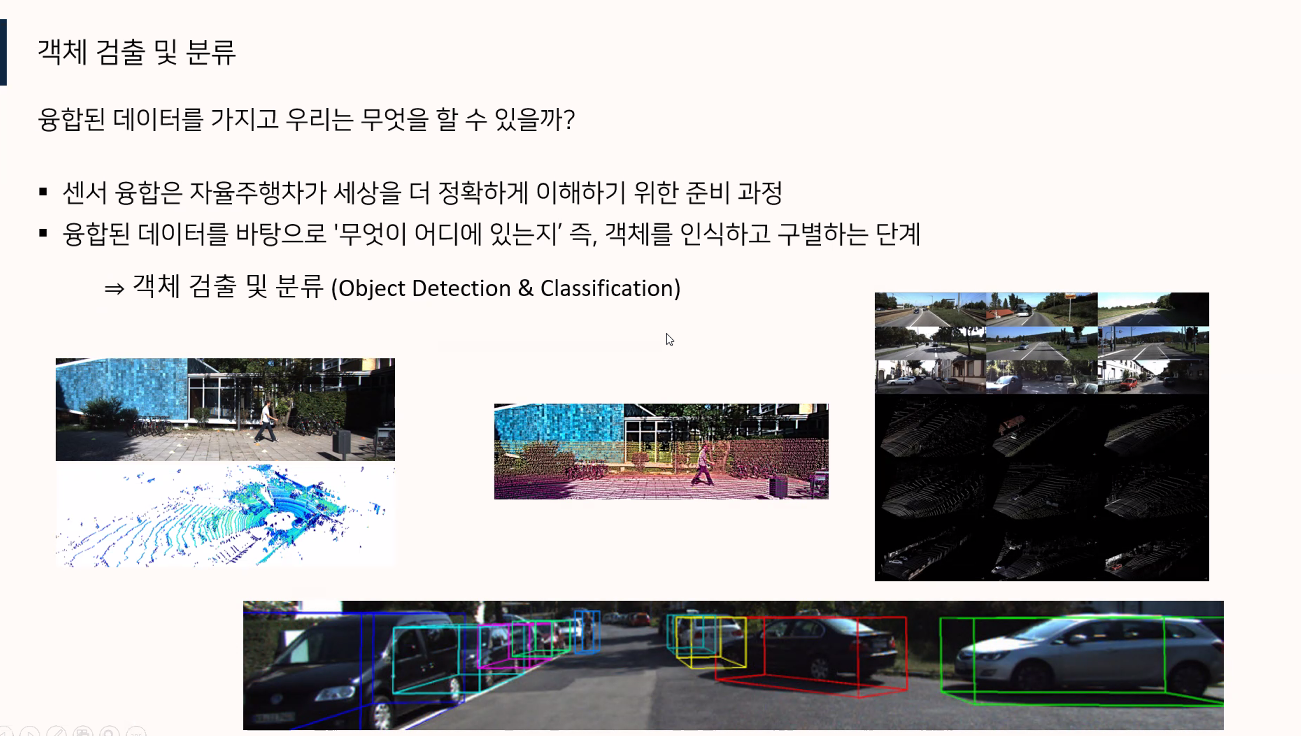 객체 검출 및 분류
융합된 데이터를 가지고 우리는 무엇을 할 수 있을까?
▪ 센서 융합은 자율주행차가 세상을 더 정확하게 이해하기 위한 준비 과정
▪ 융합된 데이터를 바탕으로 '무엇이 어디에 있는지’ 즉, 객체를 인식하고 구별하는 단계
⇒ 객체 검출 및 분류 (Object Detection & Classification)